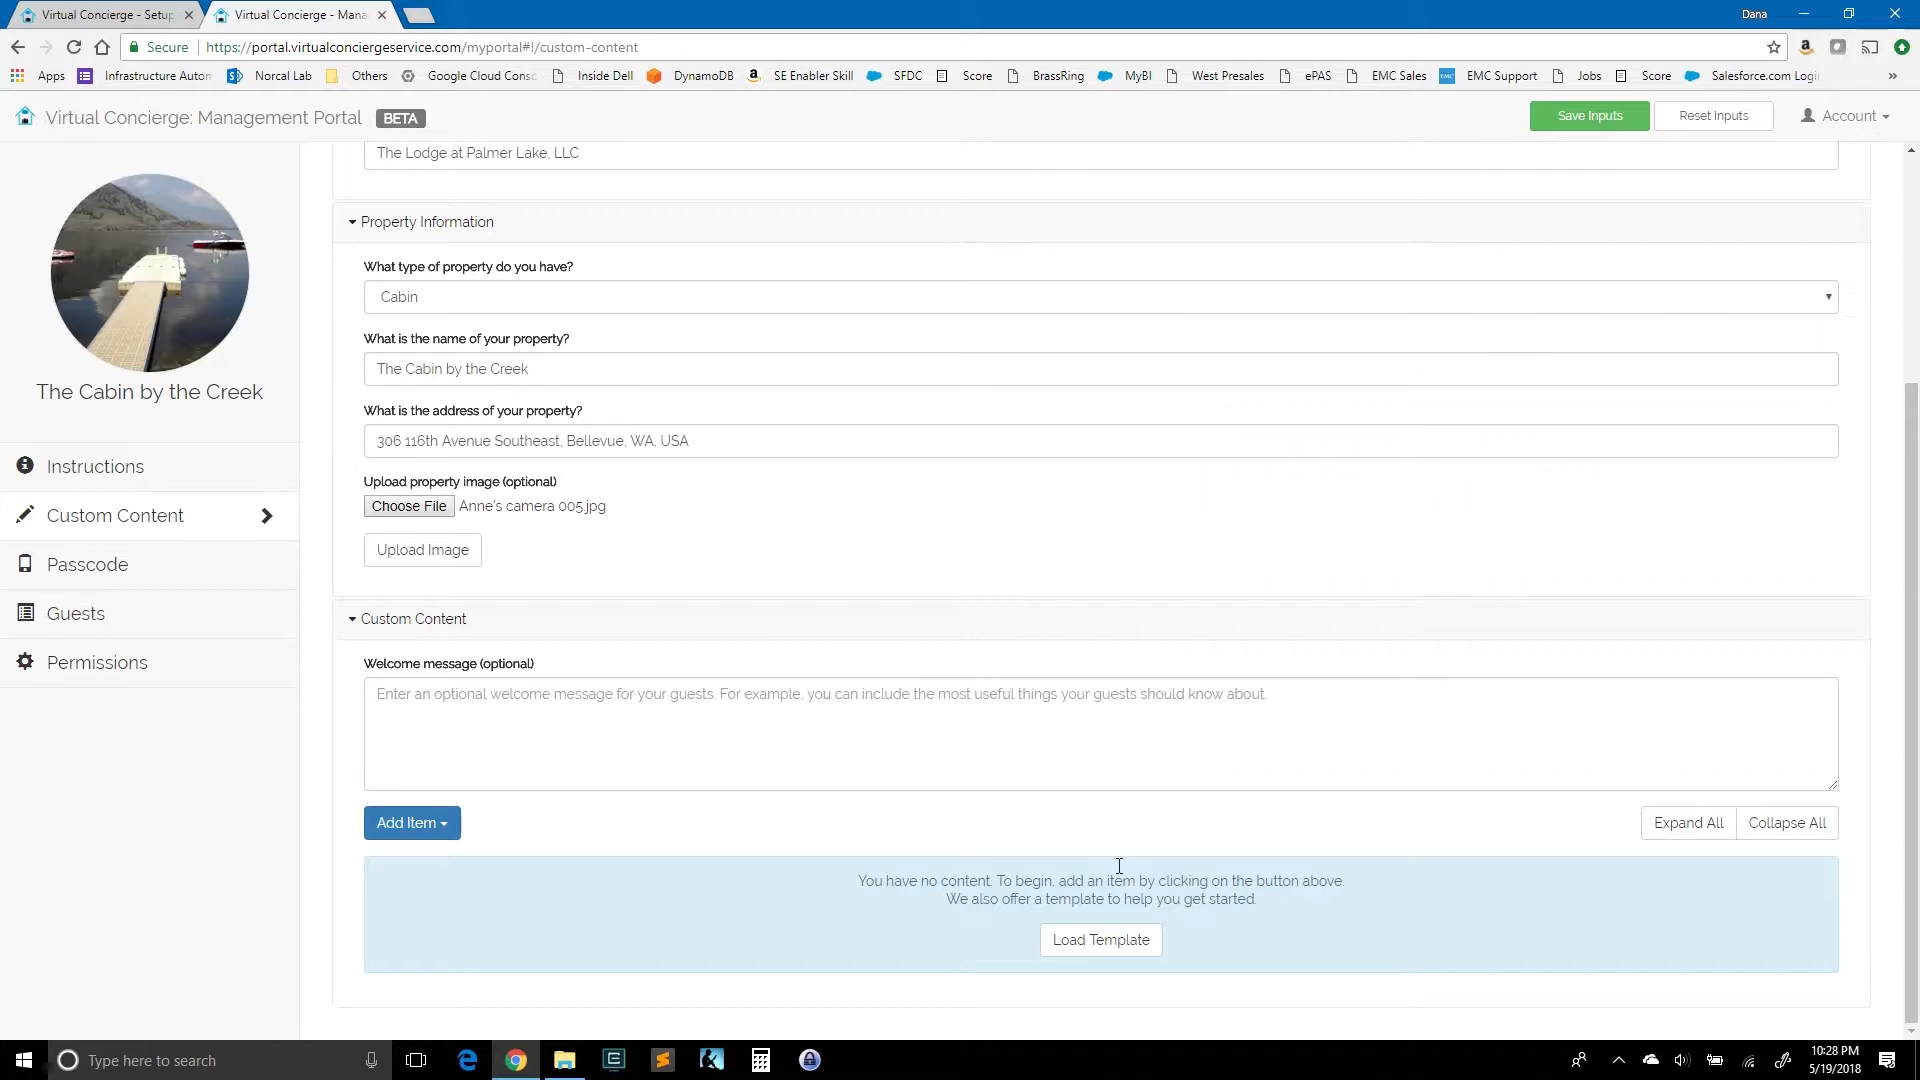 Virtual Concierge - Setup
Virtual Concierge - Mana
Dana
Secure
https://portal.virtualconciergeservice.com/myportal#!/custom-content
Apps
Infrastructure Autom
Norcal Lab
Others
Google Cloud Consc
Inside Dell
DynamoDB
SE Enabler Skill
SFDC
Score
BrassRing
MyBI
West Presales
ePAS
EMC Sales
EMC Support
Jobs
Score
Salesforce.com Logi
»
Virtual Concierge: Management Portal BETA
Save Inputs
Reset Inputs
Account
The Cabin by the Creek
Instructions
Custom Content
Passcode
Guests
Permissions
The Lodge at Palmer Lake, LLC
Property Information
What type of property do you have?
Cabin
What is the name of your property?
The Cabin by the Creek
What is the address of your property?
306 116th Avenue Southeast, Bellevue, WA, USA
Upload property image (optional)
Choose File Anne's camera 005.jpg
Upload Image
Custom Content
Welcome message (optional)
Enter an optional welcome message for your guests. For example, you can include the most useful things your guests should know about.
Add Item
Expand All
Collapse All
You have no content. To begin, add an item by clicking on the button above.
We also offer a template to help you get started.
Load Template
Type here to search
10:28 PM
5/19/2018